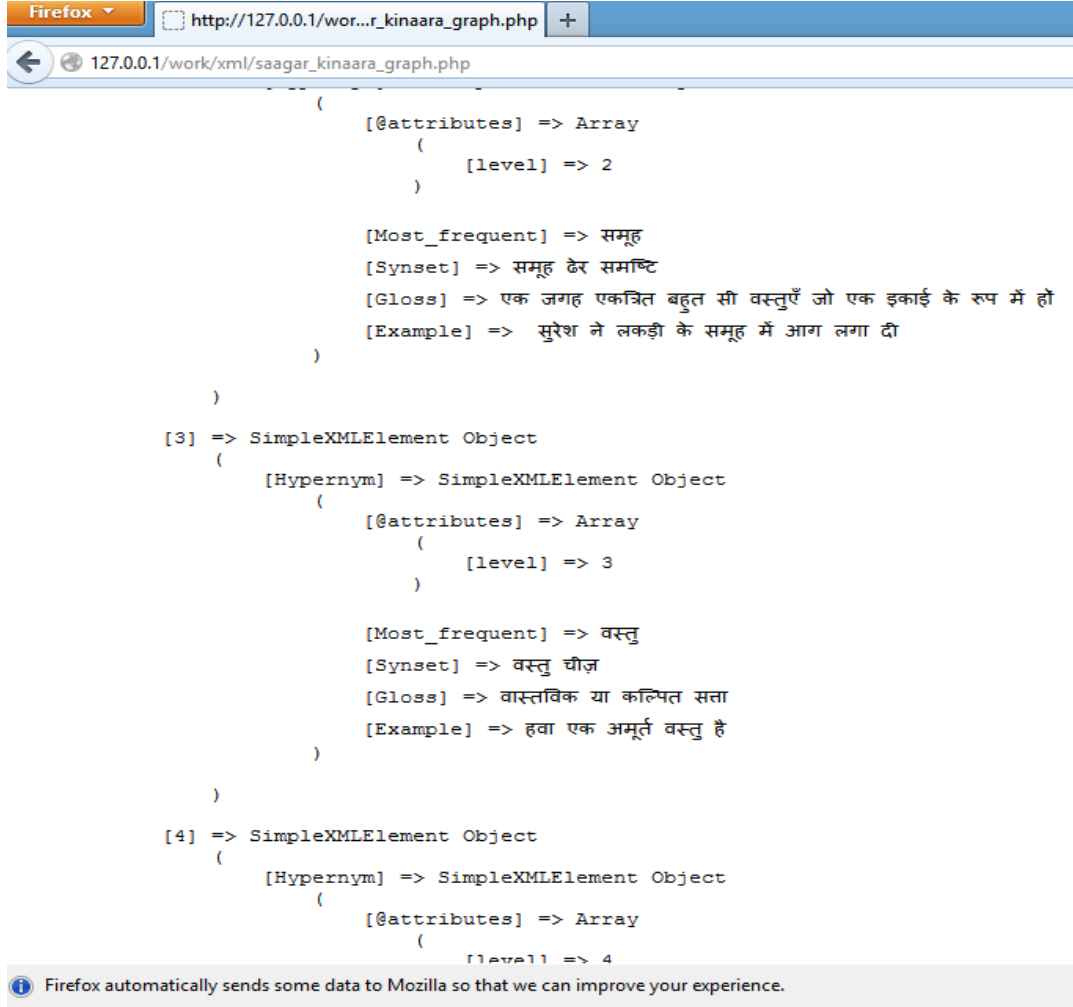 Firefox
http://127.0.0.1/wor...r_kinaara_graph.php +
127.0.0.1/work/xml/saagar_kinaara_graph.php
(
[@attributes] => Array
(
[level] => 2
)
[Most_frequent] => समूह
[Synset] => समूह ढेर समष्टि
[Gloss] => एक जगह एकत्रित बहुत सी वस्तुएँ जो एक इकाई के रूप में हों
[Example] => सुरेश ने लकड़ी के समूह में आग लगा दी
)
)
[3] => SimpleXMLElement Object
(
[Hypernym] => SimpleXMLElement Object
(
[@attributes] => Array
(
[level] => 3
)
[Most_frequent] => वस्तु
[Synset] => वस्तु चीज़
[Gloss] => वास्तविक या कल्पित सत्ता
[Example] => हवा एक अमूर्त वस्तु है
)
)
[4] => SimpleXMLElement Object
(
[Hypernym] => SimpleXMLElement Object
(
[@attributes] => Array
(
[level] => 4
Firefox automatically sends some data to Mozilla so that we can improve your experience.